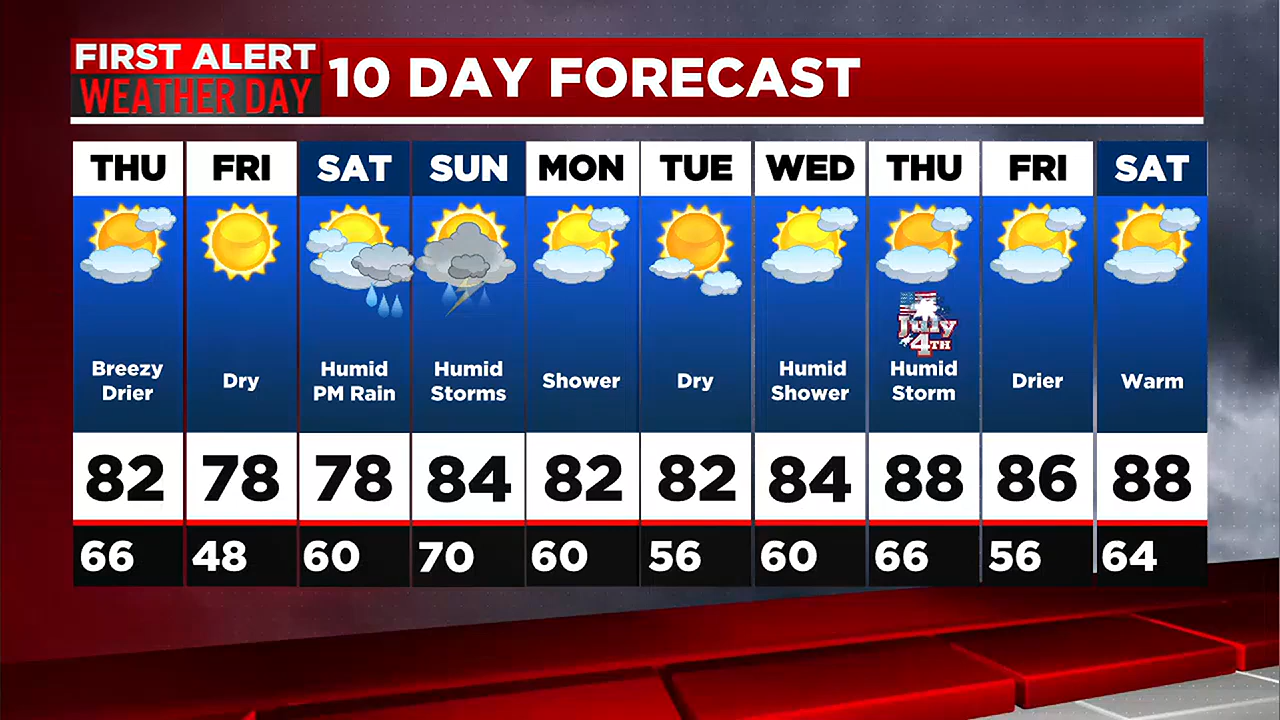 FIRST ALERT
WEATHER DAY
10 DAY FORECAST
THU FRI SAT SUN MON TUE WED THU FRI SAT
July
4TH
Breezy
Drier
Dry
Humid
PM Rain
Humid
Storms
Shower
Dry
Humid
Shower
Humid
Storm
Drier
Warm
82 78 78 84 82 82 84 88 86 88
66 48 60 70 60 56 60 66 56 64